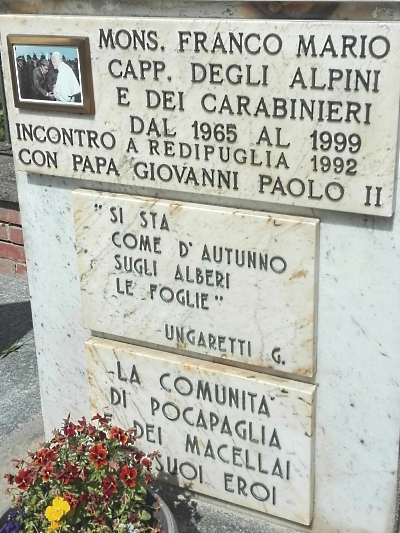 MONS. FRANCO MARIO
CAPP. DEGLI ALPINI
E DEI CARABINIERI
DAL 1965 AL 1999
INCONTRO A REDIPUGLIA 1992
CON PAPA GIOVANNI PAOLO II
"SI STA
COME D'AUTUNNO
SUGLI ALBERI
LE FOGLIE"
UNGARETTI G.
LA COMUNITA'
DI POCAPAGLIA
E DEI MACELLAI
SUOI EROI